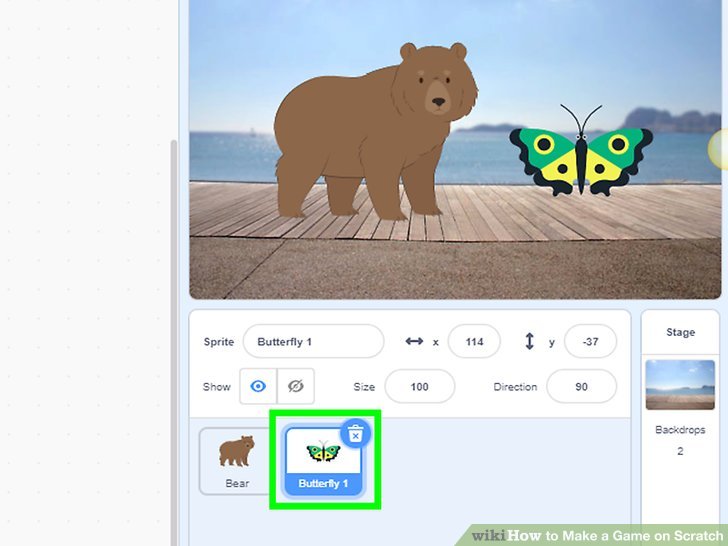 Sprite Butterfly 1 x 114 y -37
Show Size 100 Direction 90
Stage
Backdrops
2
Bear Butterfly 1
wikiHow to Make a Game on Scratch